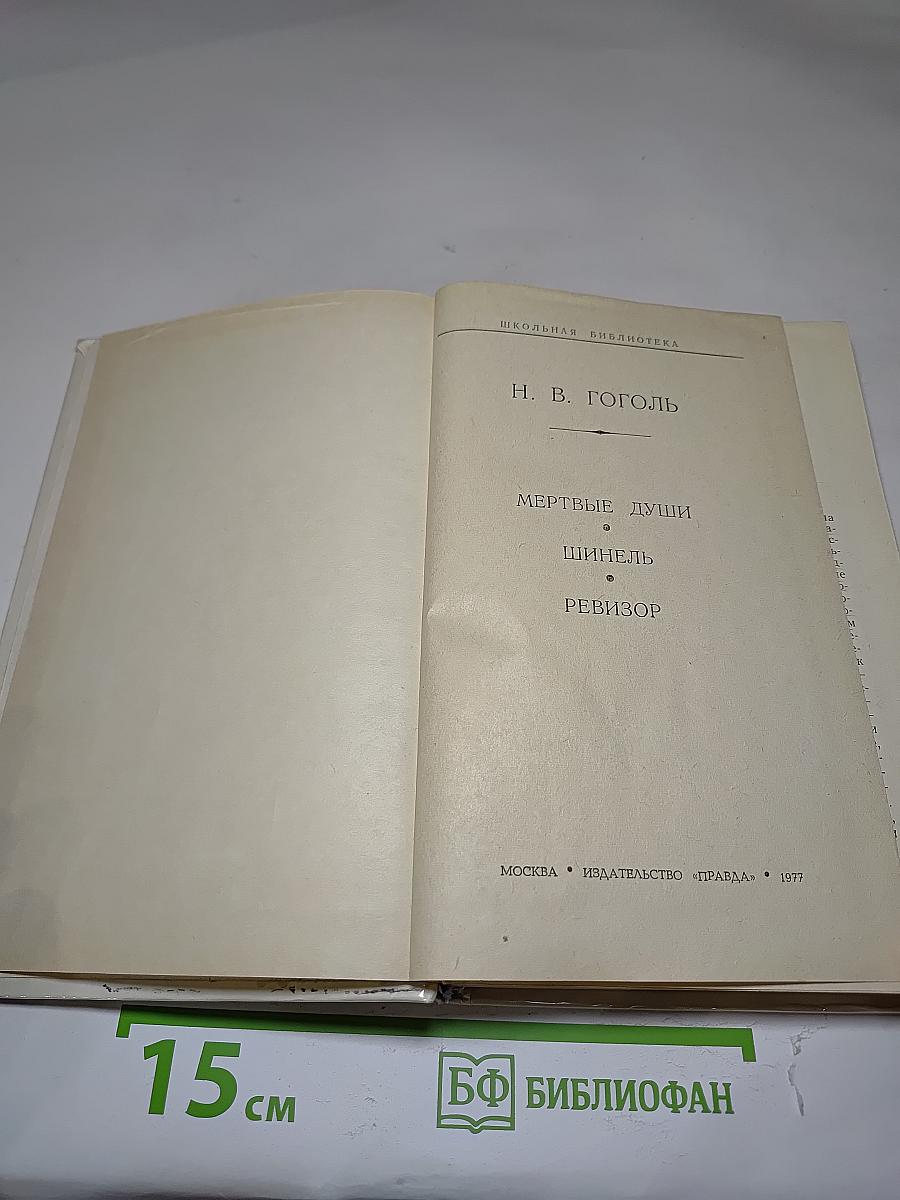 ШКОЛЬНАЯ БИБЛИОТЕКА
Н. В. ГОГОЛЬ
МЕРТВЫЕ ДУШИ
ШИНЕЛЬ
РЕВИЗОР
МОСКВА • ИЗДАТЕЛЬСТВО «ПРАВДА» • 1977
15 см
БФ БИБЛИОФАН